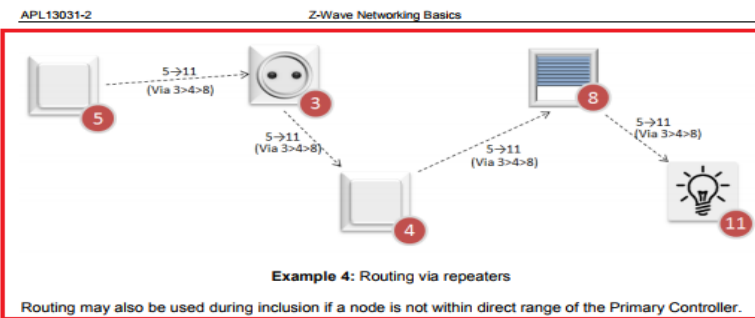 APL13031-2 Z-Wave Networking Basics
5→11
(Via 3>4>8)
5
3
5→11
(Via 3>4>8)
4
5→11
(Via 3>4>8)
8
5→11
(Via 3>4>8)
11
Example 4: Routing via repeaters
Routing may also be used during inclusion if a node is not within direct range of the Primary Controller.